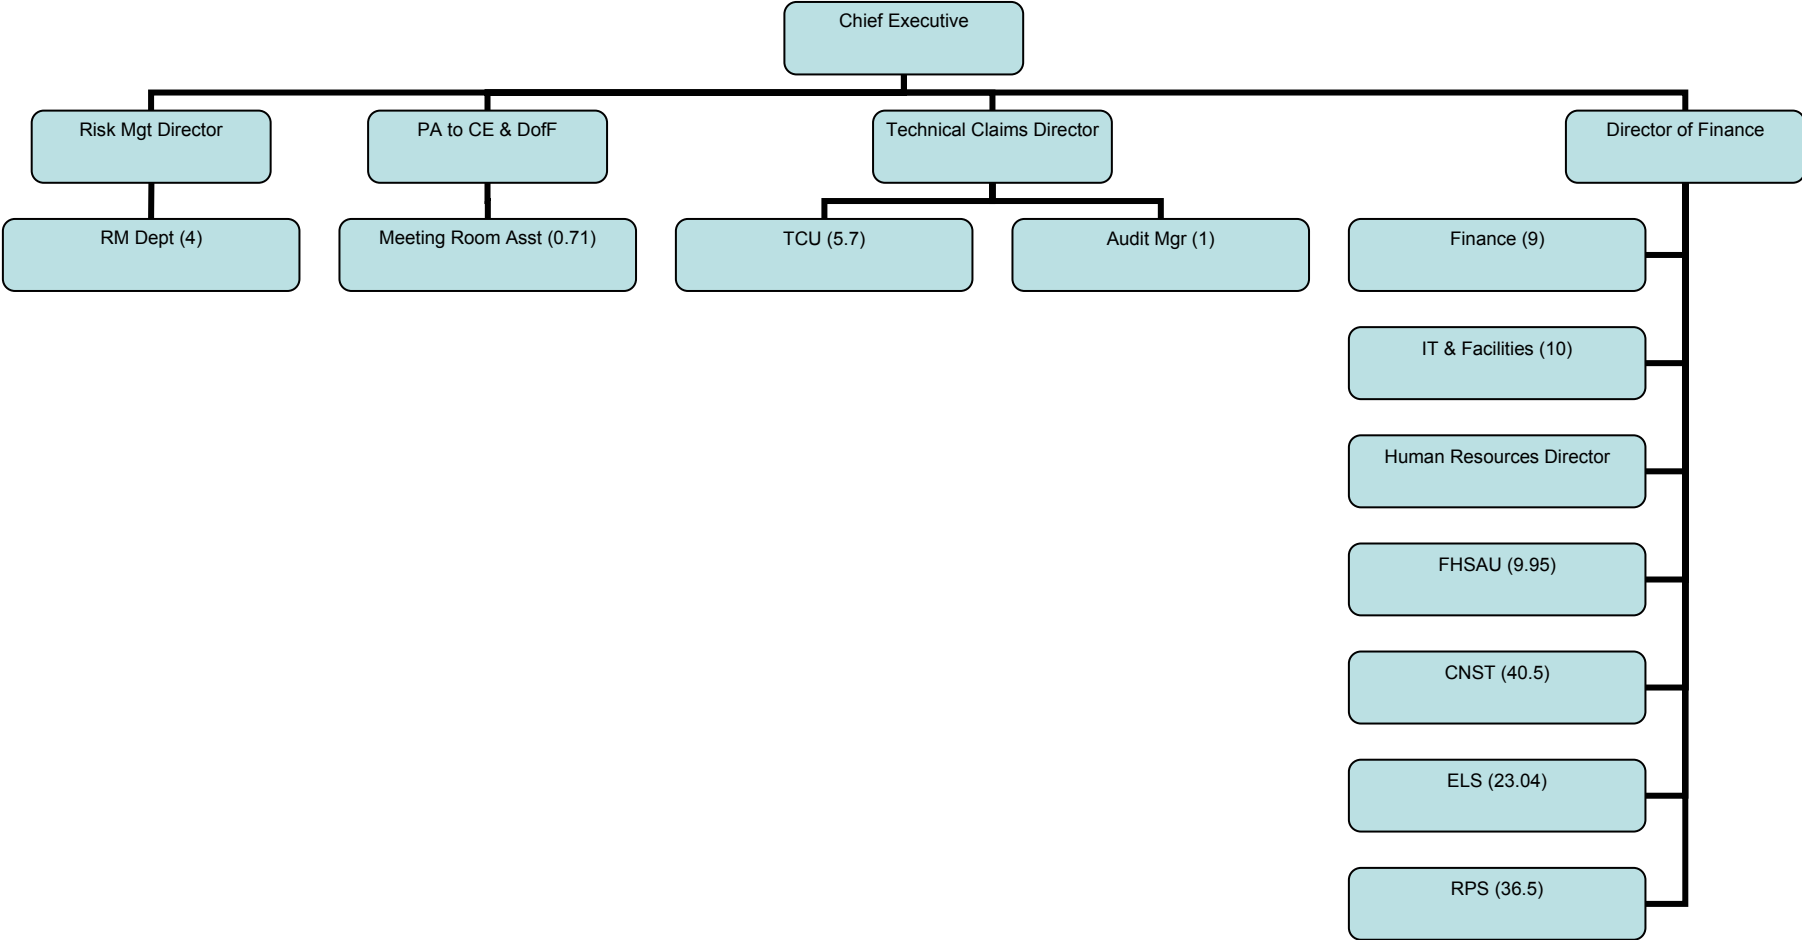 Chief Executive
Risk Mgt Director
PA to CE & DofF
Technical Claims Director
Director of Finance
RM Dept (4)
Meeting Room Asst (0.71)
TCU (5.7)
Audit Mgr (1)
Finance (9)
IT & Facilities (10)
Human Resources Director
FHSAU (9.95)
CNST (40.5)
ELS (23.04)
RPS (36.5)